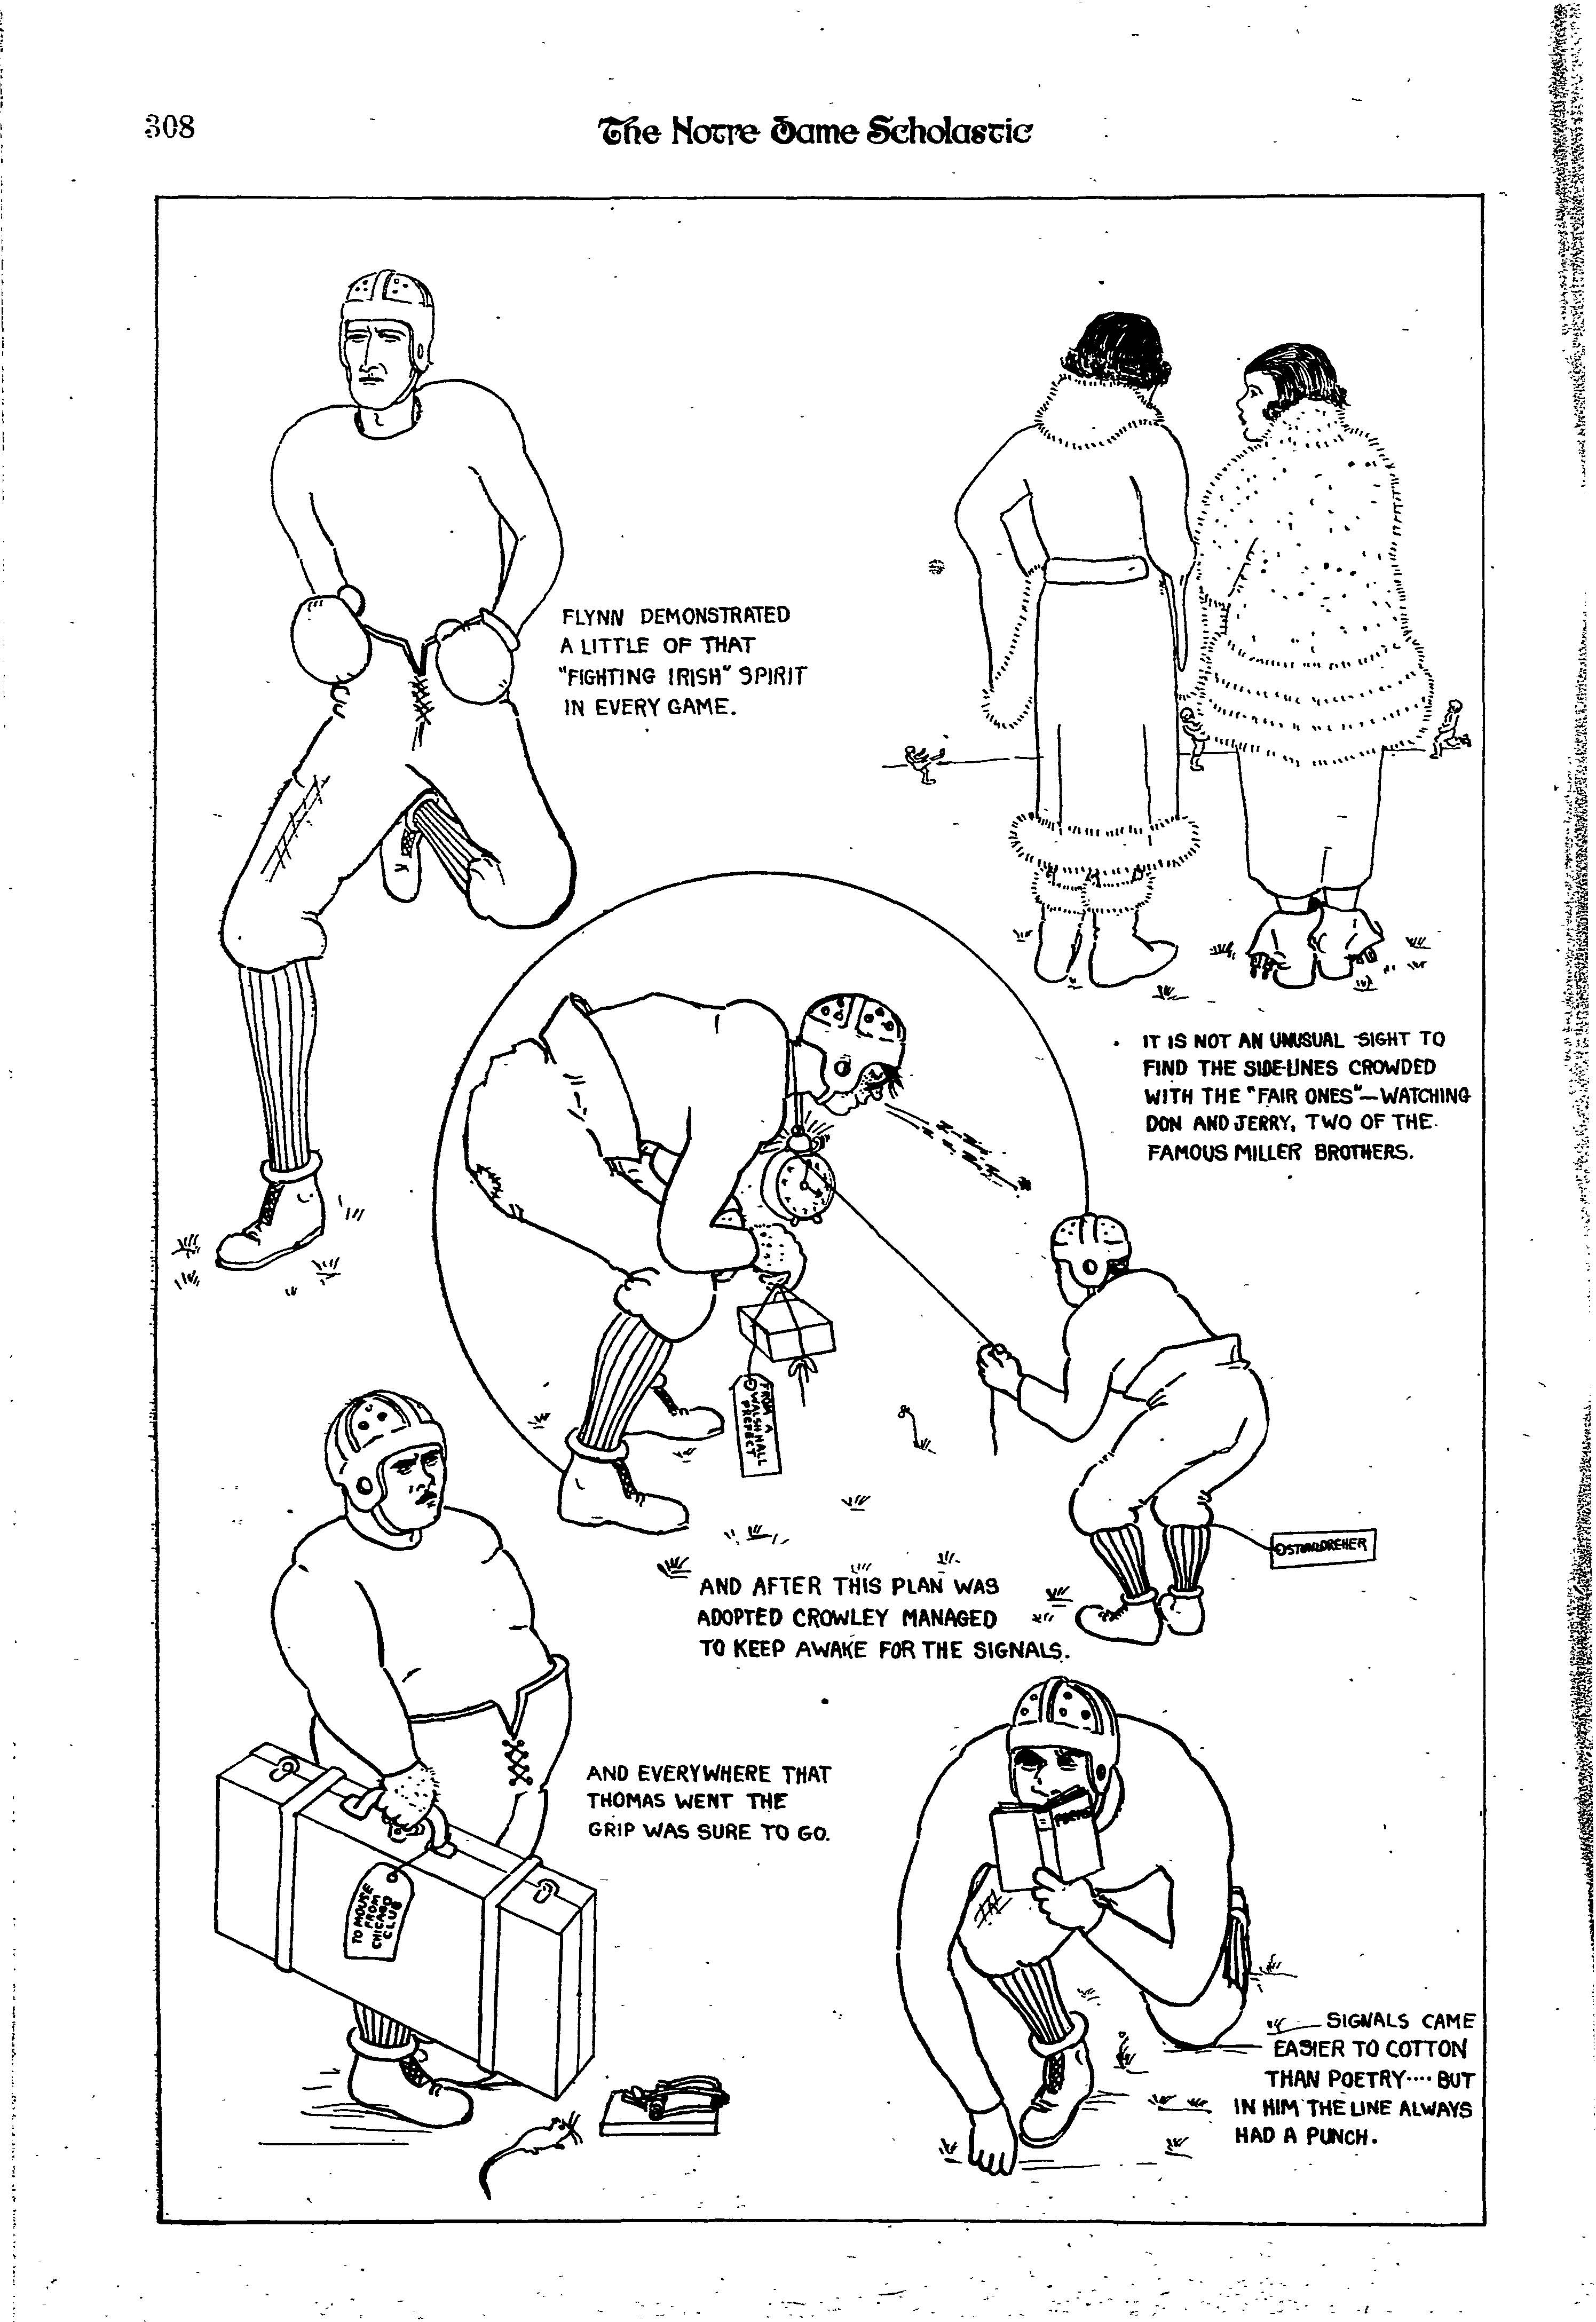 308
The Notre Dame Scholastic
FLYNN DEMONSTRATED
A LITTLE OF THAT
"FIGHTING IRISH" SPIRIT
IN EVERY GAME.
IT IS NOT AN UNUSUAL SIGHT TO
FIND THE SIDE-LINES CROWDED
WITH THE "FAIR ONES"—WATCHING
DON AND JERRY, TWO OF THE
FAMOUS MILLER BROTHERS.
FROM A
WALSH HALL
PREFECT
AND AFTER THIS PLAN WAS
ADOPTED CROWLEY MANAGED
TO KEEP AWAKE FOR THE SIGNALS.
AND EVERYWHERE THAT
THOMAS WENT THE
GRIP WAS SURE TO GO.
TO MOUSE
FROM
CHICAGO
CLUB
POETRY
SIGNALS CAME
EASIER TO COTTON
THAN POETRY···· BUT
IN HIM THE LINE ALWAYS
HAD A PUNCH.